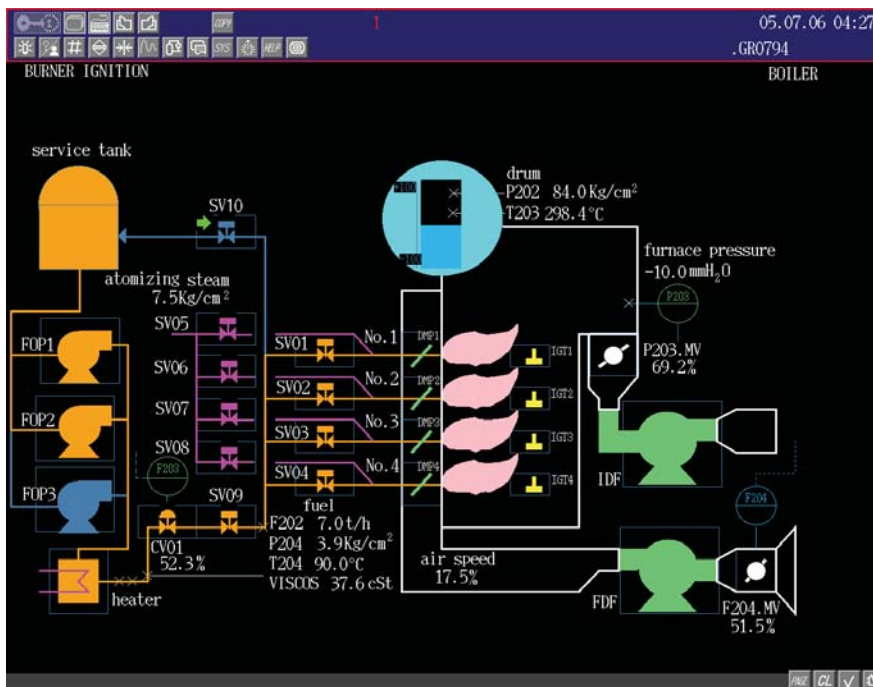 COPY
1
05.07.06 04:27
SYS
HELP
.GR0794
BURNER IGNITION
BOILER
service tank
SV10
drum
P202 84.0Kg/cm²
T203 298.4°C
+100
-100
atomizing steam
7.5Kg/cm²
furnace pressure
-10.0mmH₂O
P203
P203.MV
69.2%
FOP1
FOP2
FOP3
SV05
SV06
SV07
SV08
SV01
SV02
SV03
SV04
No.1
No.2
No.3
No.4
DMP1
DMP2
DMP3
DMP4
IGT1
IGT2
IGT3
IGT4
IDF
F203
SV09
CV01
52.3%
fuel
F202 7.0t/h
P204 3.9Kg/cm²
T204 90.0°C
VISCOS 37.6cSt
heater
air speed
17.5%
F204
FDF
F204.MV
51.5%
PAGE
CL